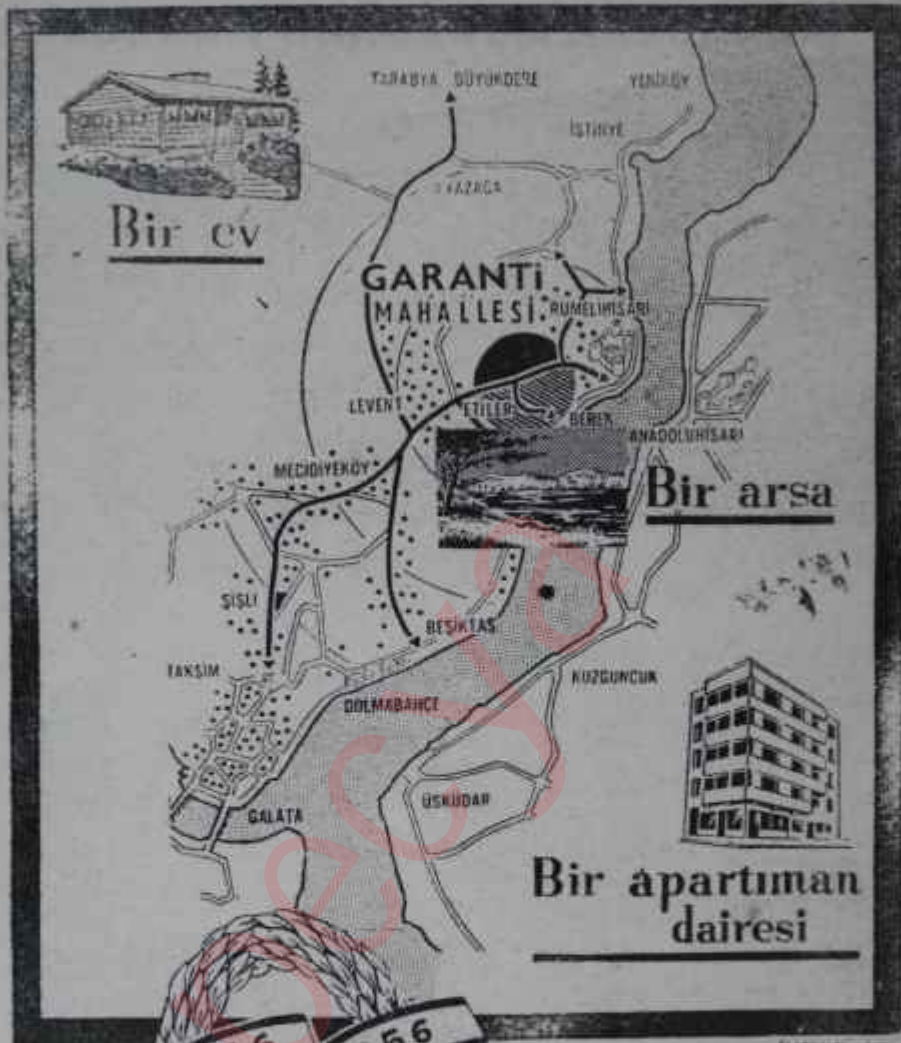 TARABYA BÜYÜKDERE
YENİKÖY
İSTİNYE
Bir ev
GARANTİ
MAHALLESİ
RUMELİHİSARI
LEVENT
ETİLER
BEBEK
ANADOLUHİSARI
MECİDİYEKÖY
Bir arsa
ŞİŞLİ
BEŞİKTAŞ
TAKSİM
KUZGUNCUK
DOLMABAHÇE
ÜSKÜDAR
GALATA
Bir apartıman
dairesi
56